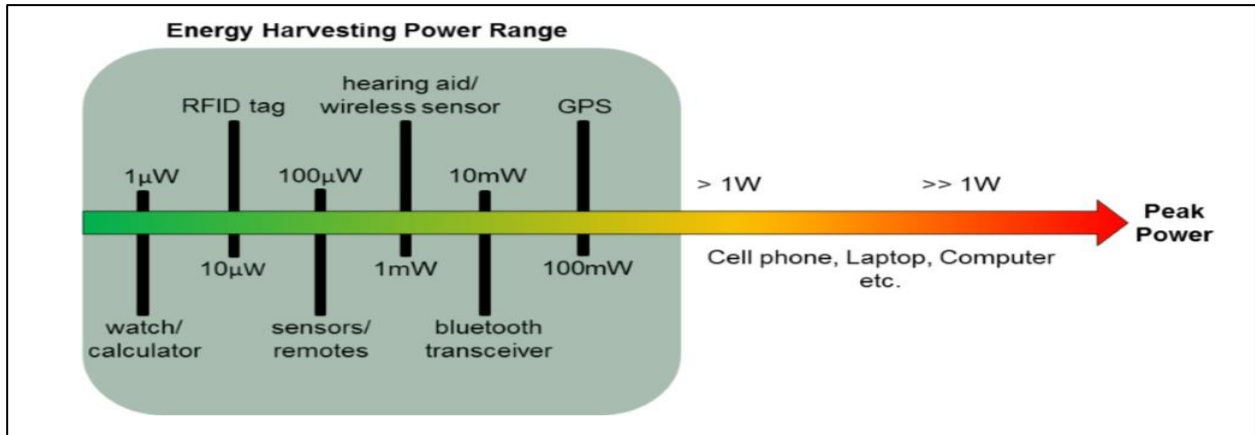 Energy Harvesting Power Range
hearing aid/
wireless sensor
RFID tag
GPS
1μW
100μW
10mW
> 1W
>> 1W
Peak
Power
10μW
1mW
100mW
Cell phone, Laptop, Computer
etc.
watch/
calculator
sensors/
remotes
bluetooth
transceiver